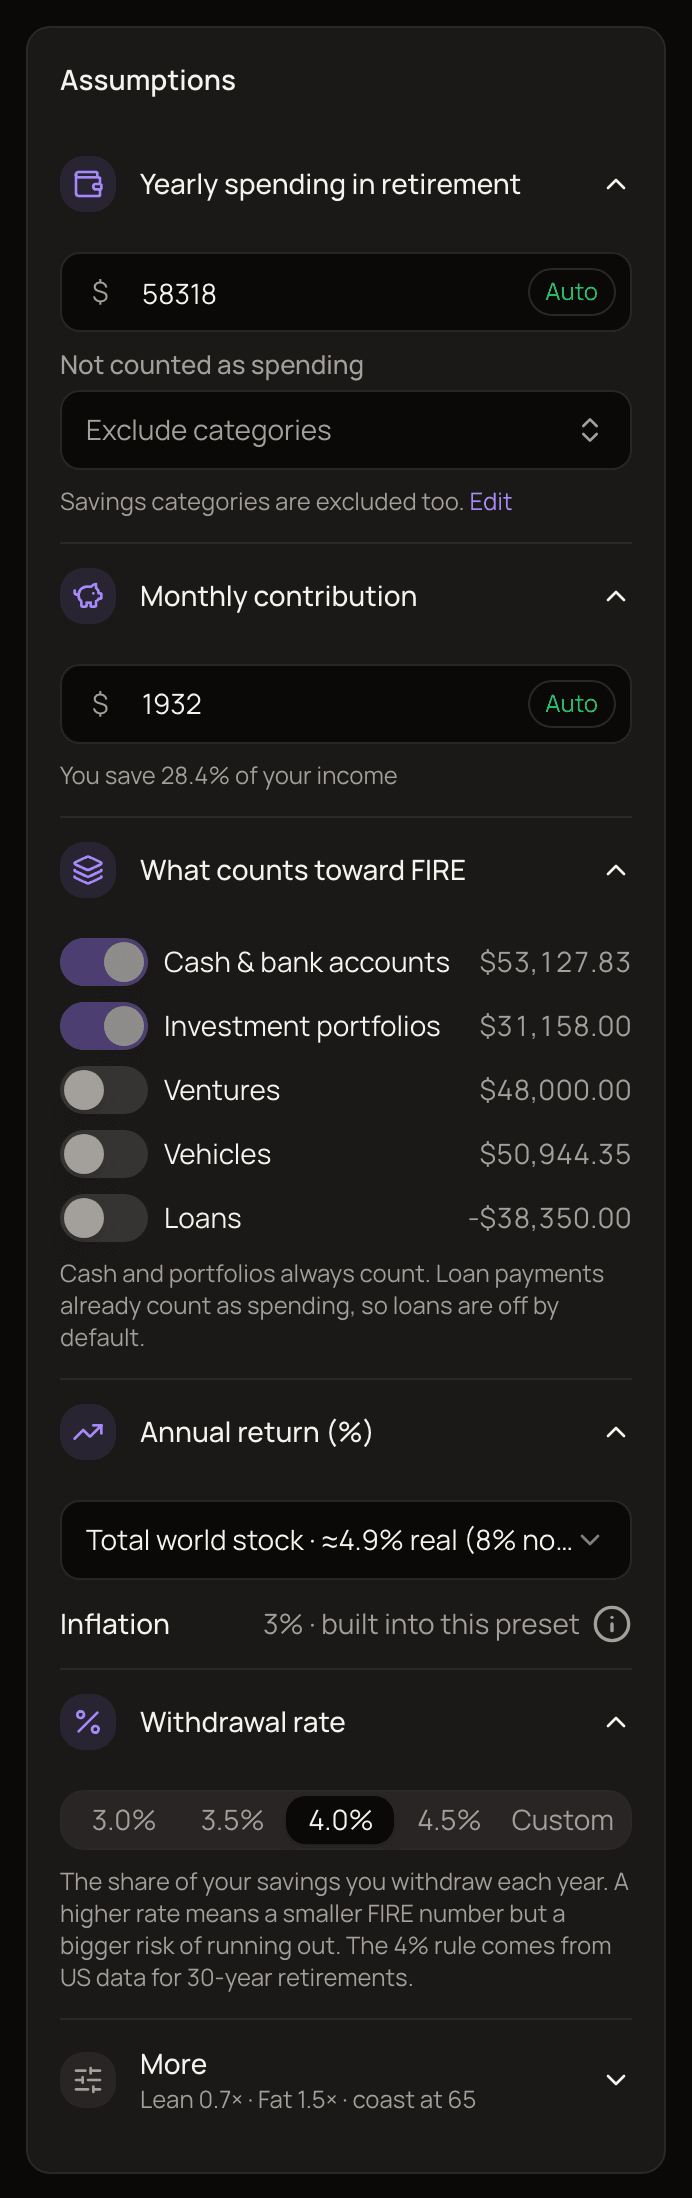 Assumptions
Yearly spending in retirement
$ 58318 Auto
Not counted as spending
Exclude categories
Savings categories are excluded too. Edit
Monthly contribution
$ 1932 Auto
You save 28.4% of your income
What counts toward FIRE
Cash & bank accounts $53,127.83
Investment portfolios $31,158.00
Ventures $48,000.00
Vehicles $50,944.35
Loans -$38,350.00
Cash and portfolios always count. Loan payments
already count as spending, so loans are off by
default.
Annual return (%)
Total world stock · ≈4.9% real (8% no...
Inflation 3% · built into this preset
Withdrawal rate
3.0% 3.5% 4.0% 4.5% Custom
The share of your savings you withdraw each year. A
higher rate means a smaller FIRE number but a
bigger risk of running out. The 4% rule comes from
US data for 30-year retirements.
More
Lean 0.7× · Fat 1.5× · coast at 65